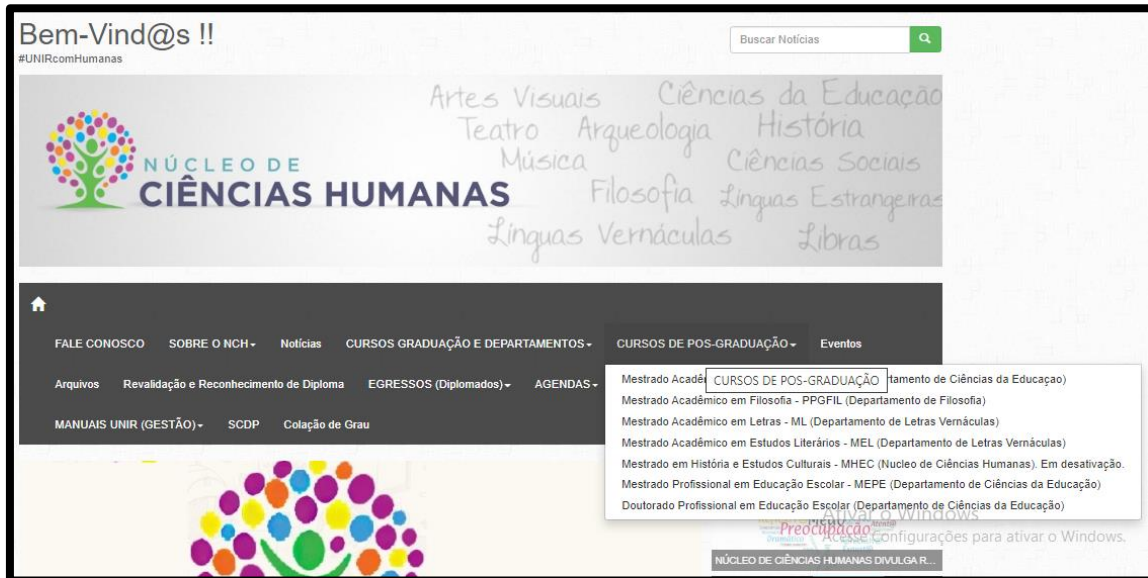 Bem-Vind@s !!
#UNIRcomHumanas
Buscar Notícias
Artes Visuais Ciências da Educação
Teatro Arqueologia História
Música Ciências Sociais
Filosofia Línguas Estrangeiras
Línguas Vernáculas Libras
NÚCLEO DE
CIÊNCIAS HUMANAS
FALE CONOSCO SOBRE O NCH Notícias CURSOS GRADUAÇÃO E DEPARTAMENTOS CURSOS DE POS-GRADUAÇÃO Eventos
Arquivos Revalidação e Reconhecimento de Diploma EGRESSOS (Diplomados) AGENDAS
MANUAIS UNIR (GESTÃO) SCDP Colação de Grau
Mestrado CURSOS DE POS-GRADUAÇÃO de Ciências da Educaçao)
Mestrado Acadêmico em Filosofia - PPGFIL (Departamento de Filosofia)
Mestrado Acadêmico em Letras - ML (Departamento de Letras Vernáculas)
Mestrado Acadêmico em Estudos Literários - MEL (Departamento de Letras Vernáculas)
Mestrado em História e Estudos Culturais - MHEC (Nucleo de Ciências Humanas). Em desativação.
Mestrado Profissional em Educação Escolar - MEPE (Departamento de Ciências da Educação)
Doutorado Profissional em Educação Escolar (Departamento de Ciências da Educação)
Ativar o Windows
Acesse Configurações para ativar o Windows.
Preocupação
NÚCLEO DE CIÊNCIAS HUMANAS DIVULGA R...